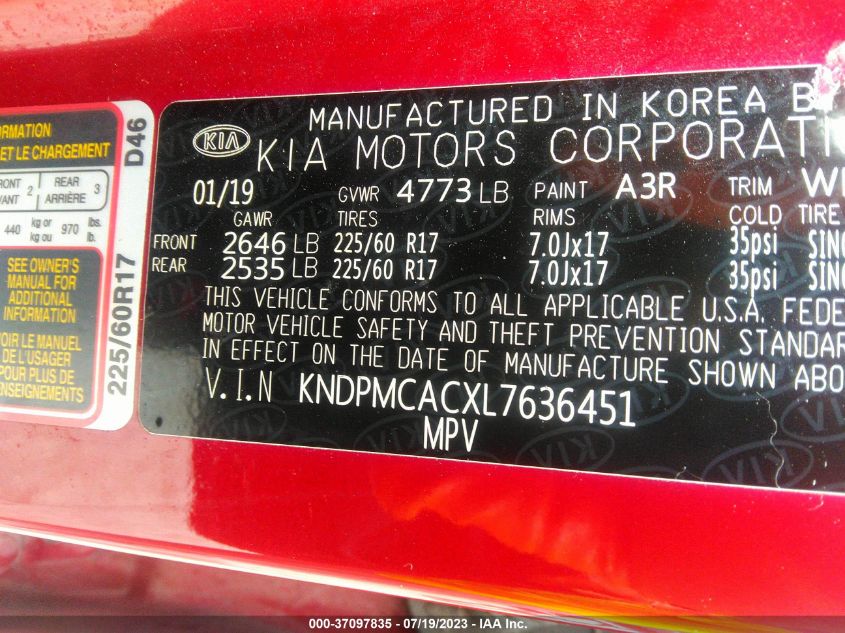 ORMATION
ET LE CHARGEMENT
RONT 2 REAR 3
VANT ARRIÈRE
440 kg or kg ou 970 lbs. lb.
SEE OWNER'S
MANUAL FOR
ADDITIONAL
INFORMATION
OIR LE MANUEL
DE L'USAGER
POUR PLUS DE
ENSEIGNEMENTS
225/60R17 D46
MANUFACTURED IN KOREA B
KIA KIA MOTORS CORPORATI
01/19 GVWR 4773 LB PAINT A3R TRIM W
GAWR TIRES RIMS COLD TIRE
FRONT 2646 LB 225/60 R17 7.0Jx17 35psi SING
REAR 2535 LB 225/60 R17 7.0Jx17 35psi SING
THIS VEHICLE CONFORMS TO ALL APPLICABLE U.S.A. FEDE
MOTOR VEHICLE SAFETY AND THEFT PREVENTION STANDAR
IN EFFECT ON THE DATE OF MANUFACTURE SHOWN ABO
V.I.N KNDPMCACXL7636451
MPV
000-37097835 - 07/19/2023 - IAA Inc.